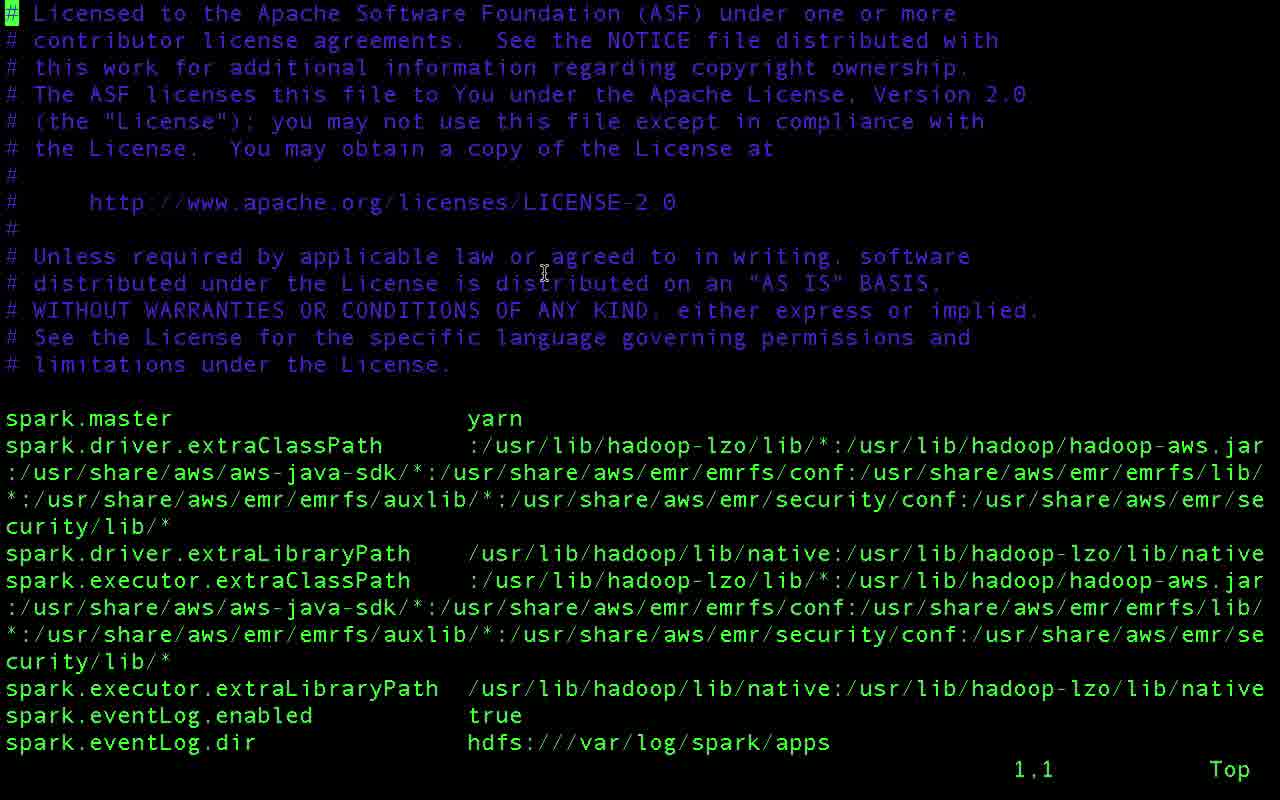 # Licensed to the Apache Software Foundation (ASF) under one or more
# contributor license agreements.  See the NOTICE file distributed with
# this work for additional information regarding copyright ownership.
# The ASF licenses this file to You under the Apache License, Version 2.0
# (the "License"); you may not use this file except in compliance with
# the License.  You may obtain a copy of the License at
#
#     http://www.apache.org/licenses/LICENSE-2.0
#
# Unless required by applicable law or agreed to in writing, software
# distributed under the License is distributed on an "AS IS" BASIS,
# WITHOUT WARRANTIES OR CONDITIONS OF ANY KIND, either express or implied.
# See the License for the specific language governing permissions and
# limitations under the License.
spark.master                     yarn
spark.driver.extraClassPath      :/usr/lib/hadoop-lzo/lib/*:/usr/lib/hadoop/hadoop-aws.jar
:/usr/share/aws/aws-java-sdk/*:/usr/share/aws/emr/emrfs/conf:/usr/share/aws/emr/emrfs/lib/
*:/usr/share/aws/emr/emrfs/auxlib/*:/usr/share/aws/emr/security/conf:/usr/share/aws/emr/se
curity/lib/*
spark.driver.extraLibraryPath    /usr/lib/hadoop/lib/native:/usr/lib/hadoop-lzo/lib/native
spark.executor.extraClassPath    :/usr/lib/hadoop-lzo/lib/*:/usr/lib/hadoop/hadoop-aws.jar
:/usr/share/aws/aws-java-sdk/*:/usr/share/aws/emr/emrfs/conf:/usr/share/aws/emr/emrfs/lib/
*:/usr/share/aws/emr/emrfs/auxlib/*:/usr/share/aws/emr/security/conf:/usr/share/aws/emr/se
curity/lib/*
spark.executor.extraLibraryPath  /usr/lib/hadoop/lib/native:/usr/lib/hadoop-lzo/lib/native
spark.eventLog.enabled           true
spark.eventLog.dir               hdfs:///var/log/spark/apps
1,1           Top